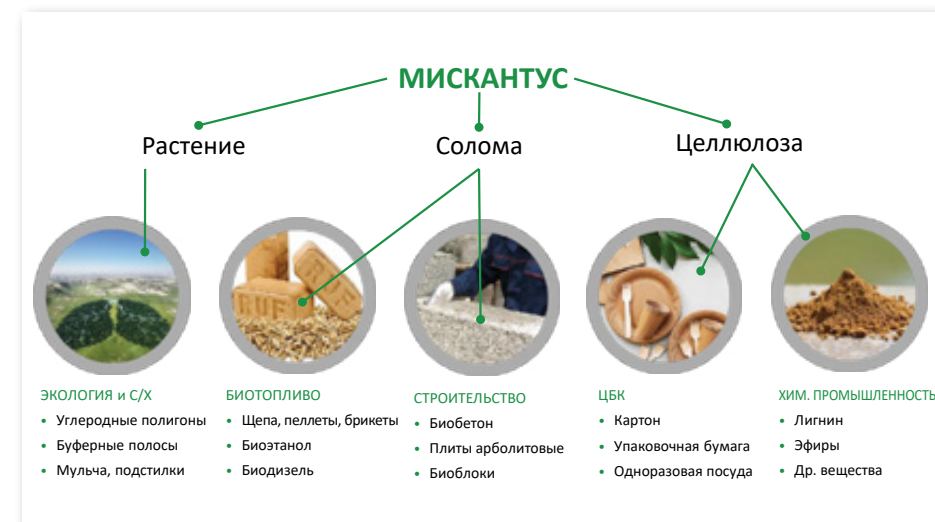 МИСКАНТУС
Растение
Солома
Целлюлоза
RUF
ЭКОЛОГИЯ и С/Х
• Углеродные полигоны
• Буферные полосы
• Мульча, подстилки
БИОТОПЛИВО
• Щепа, пеллеты, брикеты
• Биоэтанол
• Биодизель
СТРОИТЕЛЬСТВО
• Биобетон
• Плиты арболитовые
• Биоблоки
ЦБК
• Картон
• Упаковочная бумага
• Одноразовая посуда
ХИМ. ПРОМЫШЛЕННОСТЬ
• Лигнин
• Эфиры
• Др. вещества